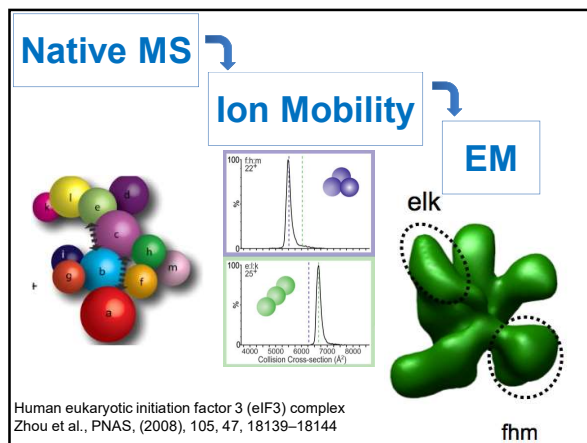 Native MS
Ion Mobility
EM
k
l
e
d
c
i
h
g
b
f
m
a
100
f:h:m
22+
%
0
100
e:l:k
25+
%
0
4000 5000 6000 7000 8000
Collision Cross-section (Å²)
elk
fhm
Human eukaryotic initiation factor 3 (eIF3) complex
Zhou et al., PNAS, (2008), 105, 47, 18139–18144